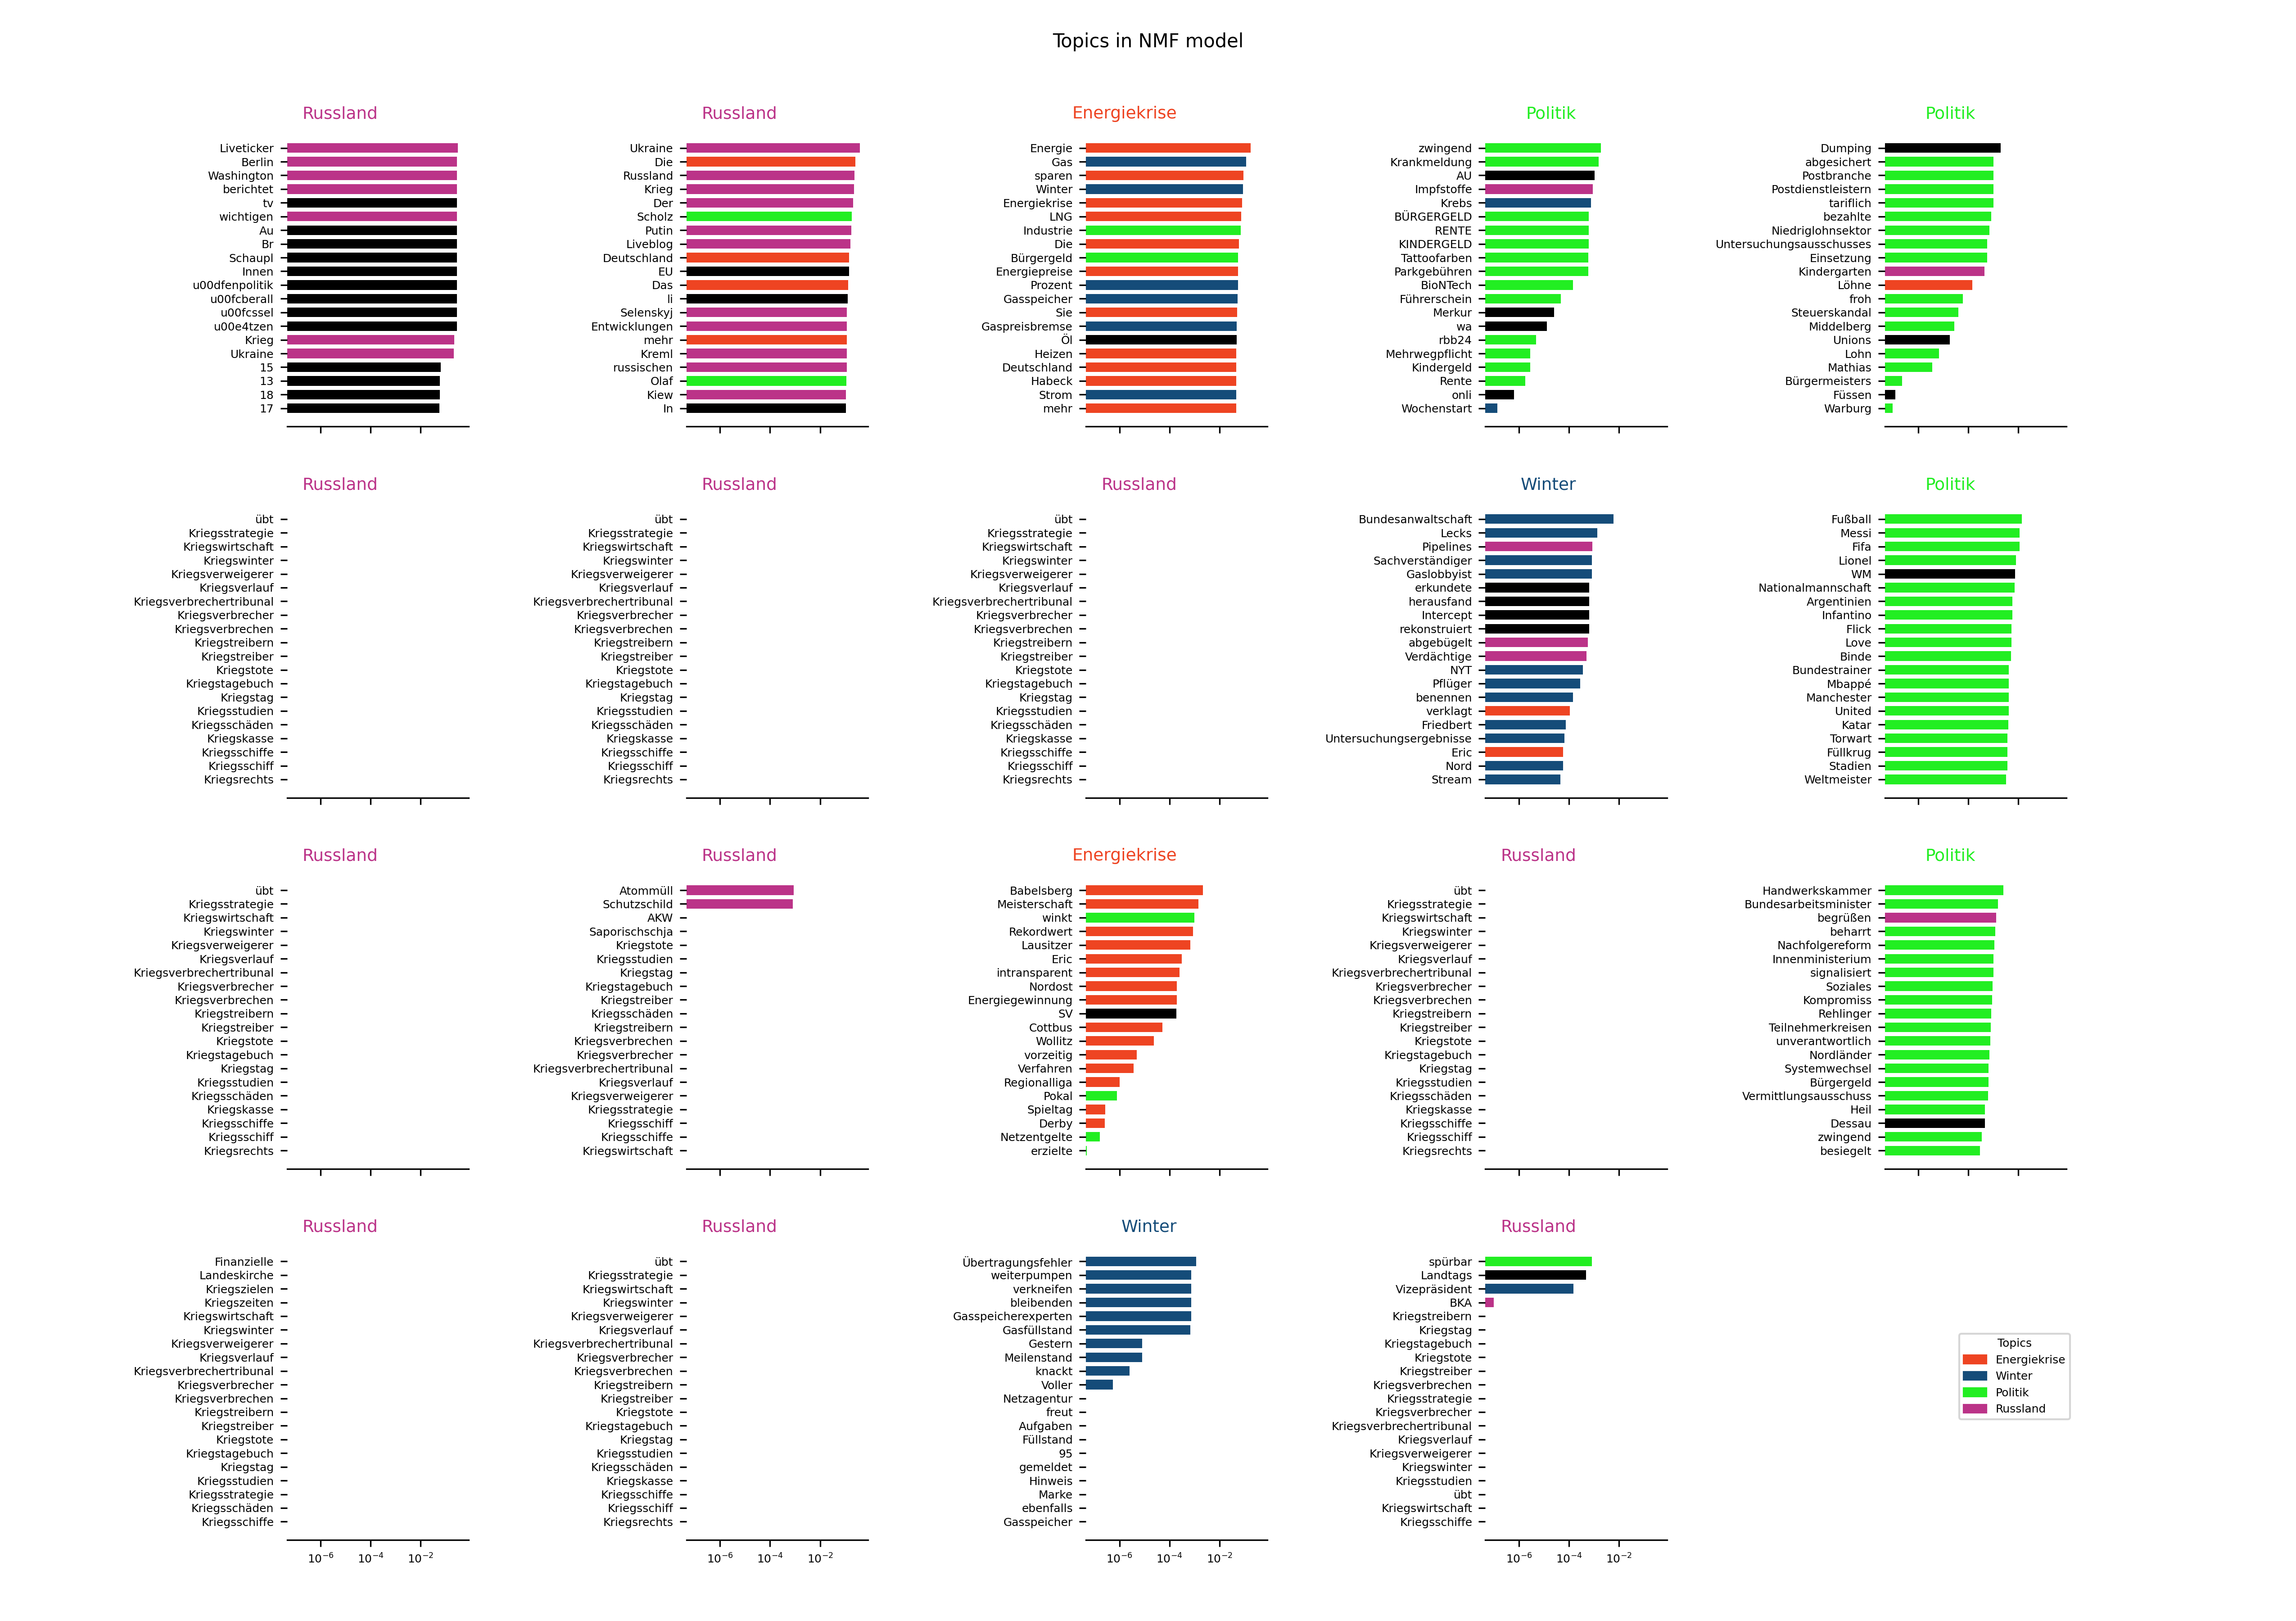 Topics in NMF model
Russland
Liveticker
Berlin
Washington
berichtet
tv
wichtigen
Au
Br
Schaupl
Innen
u00dfenpolitik
u00fcberall
u00fcssel
u00e4tzen
Krieg
Ukraine
15
13
18
17
Russland
Ukraine
Die
Russland
Krieg
Der
Scholz
Putin
Liveblog
Deutschland
EU
Das
li
Selenskyj
Entwicklungen
mehr
Kreml
russischen
Olaf
Kiew
In
Energiekrise
Energie
Gas
sparen
Winter
Energiekrise
LNG
Industrie
Die
Bürgergeld
Energiepreise
Prozent
Gasspeicher
Sie
Gaspreisbremse
Öl
Heizen
Deutschland
Habeck
Strom
mehr
Politik
zwingend
Krankmeldung
AU
Impfstoffe
Krebs
BÜRGERGELD
RENTE
KINDERGELD
Tattoofarben
Parkgebühren
BioNTech
Führerschein
Merkur
wa
rbb24
Mehrwegpflicht
Kindergeld
Rente
onli
Wochenstart
Politik
Dumping
abgesichert
Postbranche
Postdienstleistern
tariflich
bezahlte
Niedriglohnsektor
Untersuchungsausschusses
Einsetzung
Kindergarten
Löhne
froh
Steuerskandal
Middelberg
Unions
Lohn
Mathias
Bürgermeisters
Füssen
Warburg
Russland
übt
Kriegsstrategie
Kriegswirtschaft
Kriegswinter
Kriegsverweigerer
Kriegsverlauf
Kriegsverbrechertribunal
Kriegsverbrecher
Kriegsverbrechen
Kriegstreibern
Kriegstreiber
Kriegstote
Kriegstagebuch
Kriegstag
Kriegsstudien
Kriegsschäden
Kriegskasse
Kriegsschiffe
Kriegsschiff
Kriegsrechts
Russland
übt
Kriegsstrategie
Kriegswirtschaft
Kriegswinter
Kriegsverweigerer
Kriegsverlauf
Kriegsverbrechertribunal
Kriegsverbrecher
Kriegsverbrechen
Kriegstreibern
Kriegstreiber
Kriegstote
Kriegstagebuch
Kriegstag
Kriegsstudien
Kriegsschäden
Kriegskasse
Kriegsschiffe
Kriegsschiff
Kriegsrechts
Russland
übt
Kriegsstrategie
Kriegswirtschaft
Kriegswinter
Kriegsverweigerer
Kriegsverlauf
Kriegsverbrechertribunal
Kriegsverbrecher
Kriegsverbrechen
Kriegstreibern
Kriegstreiber
Kriegstote
Kriegstagebuch
Kriegstag
Kriegsstudien
Kriegsschäden
Kriegskasse
Kriegsschiffe
Kriegsschiff
Kriegsrechts
Winter
Bundesanwaltschaft
Lecks
Pipelines
Sachverständiger
Gaslobbyist
erkundete
herausfand
Intercept
rekonstruiert
abgebügelt
Verdächtige
NYT
Pflüger
benennen
verklagt
Friedbert
Untersuchungsergebnisse
Eric
Nord
Stream
Politik
Fußball
Messi
Fifa
Lionel
WM
Nationalmannschaft
Argentinien
Infantino
Flick
Love
Binde
Bundestrainer
Mbappé
Manchester
United
Katar
Torwart
Füllkrug
Stadien
Weltmeister
Russland
übt
Kriegsstrategie
Kriegswirtschaft
Kriegswinter
Kriegsverweigerer
Kriegsverlauf
Kriegsverbrechertribunal
Kriegsverbrecher
Kriegsverbrechen
Kriegstreibern
Kriegstreiber
Kriegstote
Kriegstagebuch
Kriegstag
Kriegsstudien
Kriegsschäden
Kriegskasse
Kriegsschiffe
Kriegsschiff
Kriegsrechts
Russland
Atommüll
Schutzschild
AKW
Saporischschja
Kriegstote
Kriegsstudien
Kriegstag
Kriegstagebuch
Kriegstreiber
Kriegsschäden
Kriegstreibern
Kriegsverbrechen
Kriegsverbrecher
Kriegsverbrechertribunal
Kriegsverlauf
Kriegsverweigerer
Kriegsstrategie
Kriegsschiff
Kriegsschiffe
Kriegswirtschaft
Energiekrise
Babelsberg
Meisterschaft
winkt
Rekordwert
Lausitzer
Eric
intransparent
Nordost
Energiegewinnung
SV
Cottbus
Wollitz
vorzeitig
Verfahren
Regionalliga
Pokal
Spieltag
Derby
Netzentgelte
erzielte
Russland
übt
Kriegsstrategie
Kriegswirtschaft
Kriegswinter
Kriegsverweigerer
Kriegsverlauf
Kriegsverbrechertribunal
Kriegsverbrecher
Kriegsverbrechen
Kriegstreibern
Kriegstreiber
Kriegstote
Kriegstagebuch
Kriegstag
Kriegsstudien
Kriegsschäden
Kriegskasse
Kriegsschiffe
Kriegsschiff
Kriegsrechts
Politik
Handwerkskammer
Bundesarbeitsminister
begrüßen
beharrt
Nachfolgereform
Innenministerium
signalisiert
Soziales
Kompromiss
Rehlinger
Teilnehmerkreisen
unverantwortlich
Nordländer
Systemwechsel
Bürgergeld
Vermittlungsausschuss
Heil
Dessau
zwingend
besiegelt
Russland
Finanzielle
Landeskirche
Kriegszielen
Kriegszeiten
Kriegswirtschaft
Kriegswinter
Kriegsverweigerer
Kriegsverlauf
Kriegsverbrechertribunal
Kriegsverbrecher
Kriegsverbrechen
Kriegstreibern
Kriegstreiber
Kriegstote
Kriegstagebuch
Kriegstag
Kriegsstudien
Kriegsstrategie
Kriegsschäden
Kriegsschiffe
10−6 10−4 10−2
Russland
übt
Kriegsstrategie
Kriegswirtschaft
Kriegswinter
Kriegsverweigerer
Kriegsverlauf
Kriegsverbrechertribunal
Kriegsverbrecher
Kriegsverbrechen
Kriegstreibern
Kriegstreiber
Kriegstote
Kriegstagebuch
Kriegstag
Kriegsstudien
Kriegsschäden
Kriegskasse
Kriegsschiffe
Kriegsschiff
Kriegsrechts
10−6 10−4 10−2
Winter
Übertragungsfehler
weiterpumpen
verkneifen
bleibenden
Gasspeicherexperten
Gasfüllstand
Gestern
Meilenstand
knackt
Voller
Netzagentur
freut
Aufgaben
Füllstand
95
gemeldet
Hinweis
Marke
ebenfalls
Gasspeicher
10−6 10−4 10−2
Russland
spürbar
Landtags
Vizepräsident
BKA
Kriegstreibern
Kriegstag
Kriegstagebuch
Kriegstote
Kriegstreiber
Kriegsverbrechen
Kriegsstrategie
Kriegsverbrecher
Kriegsverbrechertribunal
Kriegsverlauf
Kriegsverweigerer
Kriegswinter
Kriegsstudien
übt
Kriegswirtschaft
Kriegsschiffe
10−6 10−4 10−2
Topics
Energiekrise
Winter
Politik
Russland